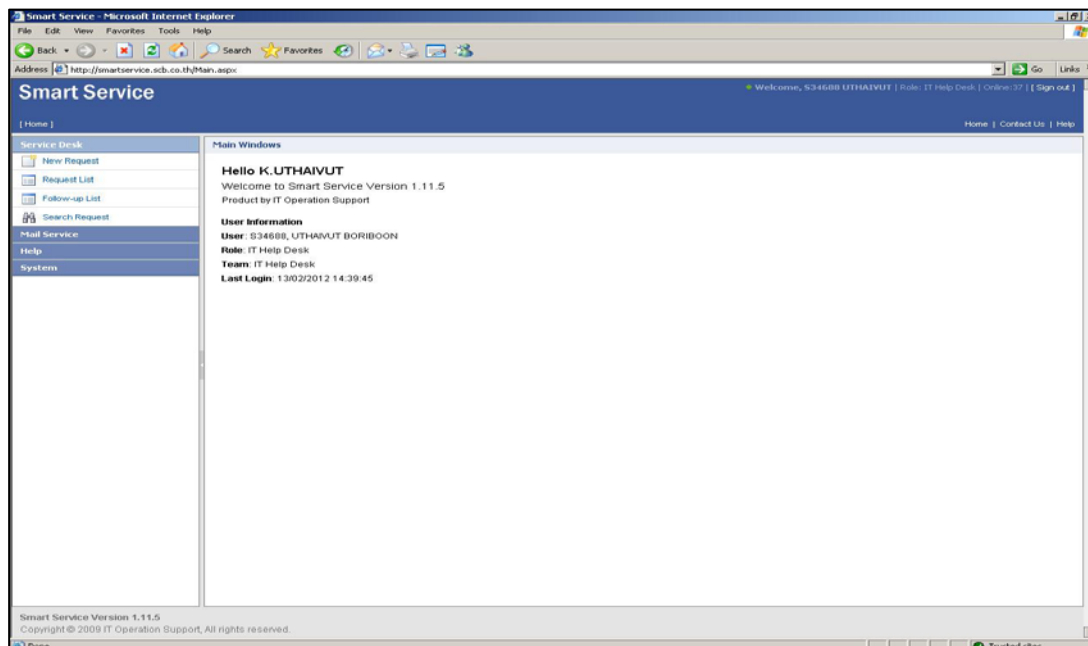 Smart Service - Microsoft Internet Explorer
File Edit View Favorites Tools Help
Back Search Favorites
Address http://smartservice.scb.co.th/Main.aspx Go Links
Smart Service
Welcome, S34688 UTHAIVUT | Role: IT Help Desk | Online:37 | [ Sign out ]
[ Home ]
Home | Contact Us | Help
Service Desk
New Request
Request List
Follow-up List
Search Request
Mail Service
Help
System
Main Windows
Hello K.UTHAIVUT
Welcome to Smart Service Version 1.11.5
Product by IT Operation Support
User Information
User: S34688, UTHAIVUT BORIBOON
Role: IT Help Desk
Team: IT Help Desk
Last Login: 13/02/2012 14:39:45
Smart Service Version 1.11.5
Copyright © 2009 IT Operation Support, All rights reserved.
Done Trusted sites